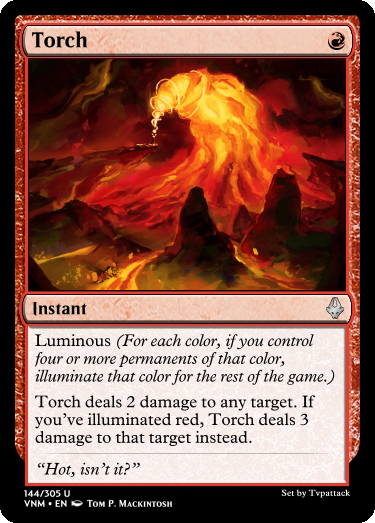 Torch
Instant
Luminous (For each color, if you control
four or more permanents of that color,
illuminate that color for the rest of the game.)
Torch deals 2 damage to any target. If
you've illuminated red, Torch deals 3
damage to that target instead.
“Hot, isn't it?”
144/305 U
Set by Tvpattack
VNM • EN Tom P. Mackintosh